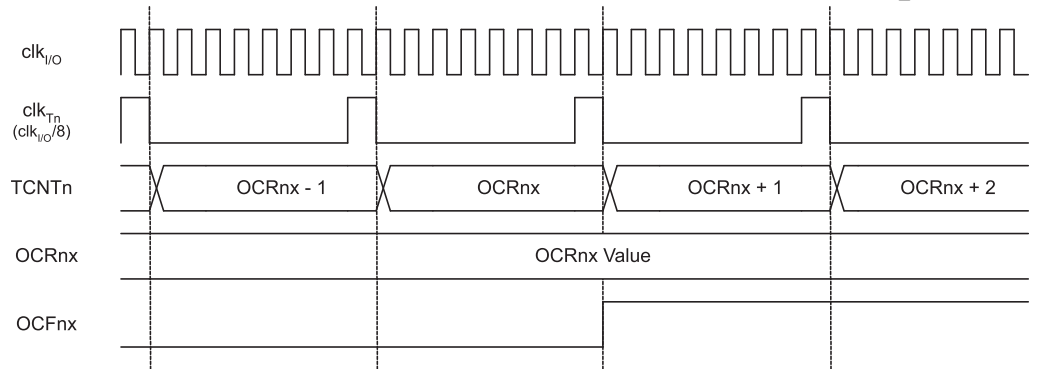 clkI/O
clkTn
(clkI/O/8)
TCNTn OCRnx - 1 OCRnx OCRnx + 1 OCRnx + 2
OCRnx OCRnx Value
OCFnx